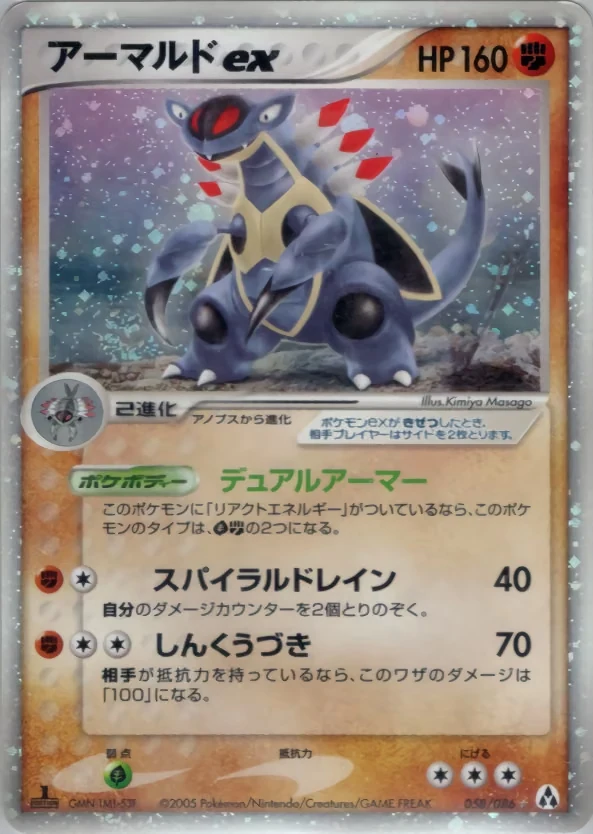 アーマルドex HP160
Illus.Kimiya Masago
2進化
アノプスから進化
ポケモンexがきぜつしたとき、
相手プレイヤーはサイドを2枚とります。
ポケボディー デュアルアーマー
このポケモンに「リアクトエネルギー」がついているなら、このポケ
モンのタイプは、の2つになる。
スパイラルドレイン 40
自分のダメージカウンターを2個とりのぞく。
しんくうづき 70
相手が抵抗力を持っているなら、このワザのダメージは
「100」になる。
弱点 抵抗力 にげる
1
EDITION
©2005 Pokémon/Nintendo/Creatures/GAME FREAK 058/086